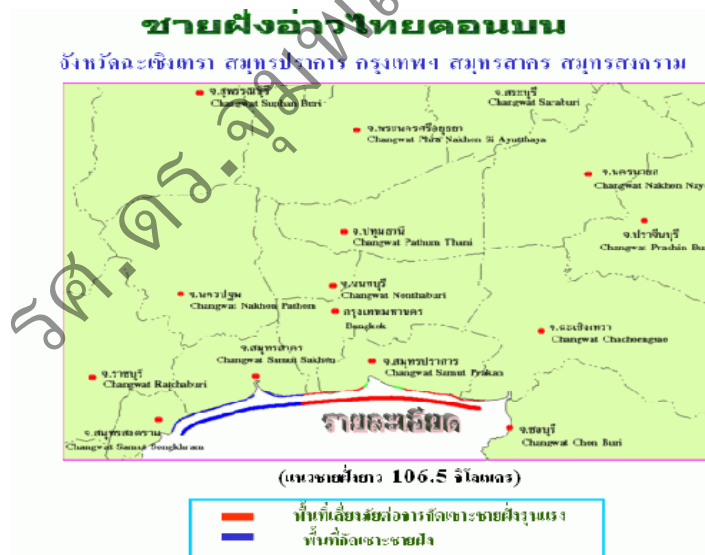 ชายฝั่งอ่าวไทยตอนบน
จังหวัดฉะเชิงเทรา สมุทรปราการ กรุงเทพฯ สมุทรสาคร สมุทรสงคราม
รศ.ดร.
จ.สุพรรณบุรี
Changwat Suphan Buri
จ.สระบุรี
Changwat Saraburi
จ.พระนครศรีอยุธยา
Changwat Phra Nakhon Si Ayutthaya
จ.นครนายก
Changwat Nakhon Nay
จ.ปทุมธานี
Changwat Pathum Thani
จ.ปราจีนบุรี
Changwat Prachin Bu
จ.นครปฐม
Changwat Nakhon Pathom
จ.นนทบุรี
Changwat Nonthaburi
กรุงเทพมหานคร
Bangkok
จ.ฉะเชิงเทรา
Changwat Chachoengsao
จ.สมุทรสาคร
Changwat Samut Sakhon
จ.สมุทรปราการ
Changwat Samut Prakan
จ.ราชบุรี
Changwat Ratchaburi
จ.สมุทรสงคราม
Changwat Samut Songkhram
รายละเอียด
จ.ชลบุรี
Changwat Chon Buri
(แนวชายฝั่งยาว 106.5 กิโลเมตร)
พื้นที่เสี่ยงภัยต่อการกัดเซาะชายฝั่งรุนแรง
พื้นที่กัดเซาะชายฝั่ง